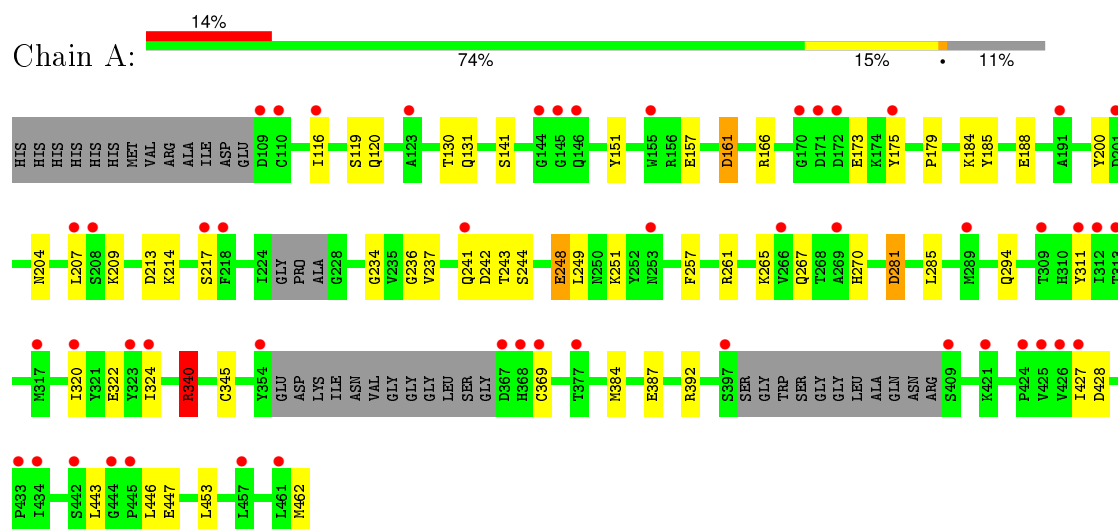 14%
Chain A:
74% 15% • 11%
HIS HIS HIS HIS HIS HIS MET VAL ARG ALA ILE ASP GLU D109 C110 I116 S119 Q120 A123 T130 Q131 S141 G144 G145 Q146 Y151 W155 R156 E157 D161 R166 G170 D171 D172 E173 K174 Y175 P179 K184 Y185 E188 A191 Y200 P201
N204 L207 S208 K209 D213 K214 S217 F218 I224 GLY PRO ALA G228 G234 V235 G236 V237 Q241 D242 T243 S244 E248 L249 N250 K251 Y252 N253 F257 R261 K265 V266 Q267 T268 A269 H270 D281 L285 M289 Q294 T309 H310 Y311 I312 T313
M317 I320 Y321 E322 Y323 I324 R340 C345 Y354 GLU ASP LYS ILE ASN VAL GLY GLY GLY LEU SER GLY D367 H368 C369 T377 M384 E387 R392 S397 SER GLY TRP SER GLY GLY LEU ALA GLN ASN ARG S409 K421 P424 V425 V426 I427 D428
P433 I434 S442 L443 G444 P445 L446 E447 L453 L457 L461 M462